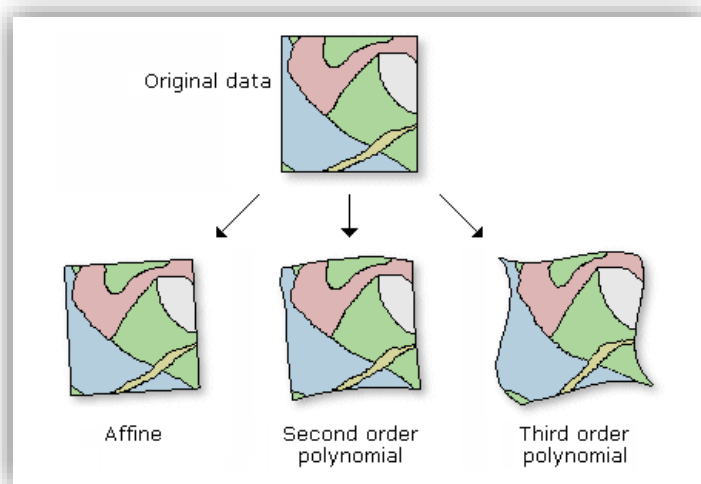 Original data
Affine
Second order
polynomial
Third order
polynomial